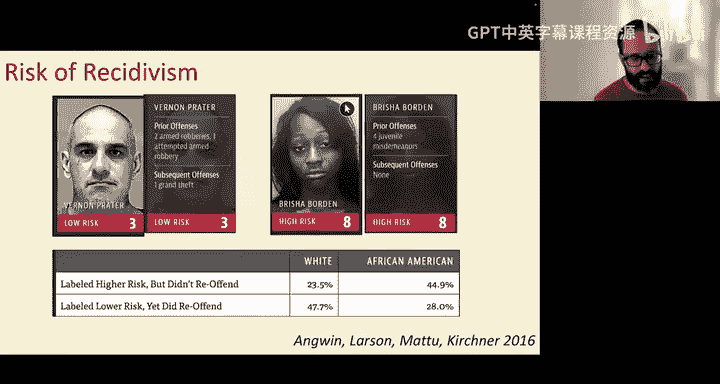 GPT中英字幕课程资源
Risk of Recidivism
VERNON PRATER
LOW RISK 3
VERNON PRATER
Prior Offenses
2 armed robberies, 1
attempted armed
robbery
Subsequent Offenses
1 grand theft
LOW RISK 3
BRISHA BORDEN
HIGH RISK 8
BRISHA BORDEN
Prior Offenses
4 juvenile
misdemeanors
Subsequent Offenses
None
HIGH RISK 8
WHITE AFRICAN AMERICAN
Labeled Higher Risk, But Didn't Re-Offend 23.5% 44.9%
Labeled Lower Risk, Yet Did Re-Offend 47.7% 28.0%
Angwin, Larson, Mattu, Kirchner 2016